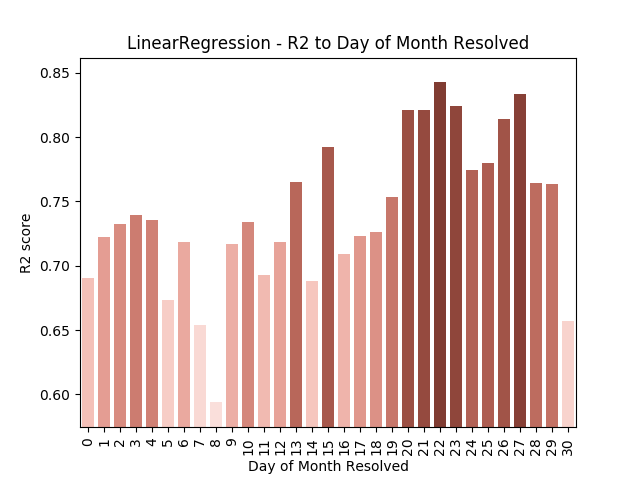 LinearRegression - R2 to Day of Month Resolved
0.85
0.80
0.75
0.70
0.65
0.60
R2 score
0 1 2 3 4 5 6 7 8 9 10 11 12 13 14 15 16 17 18 19 20 21 22 23 24 25 26 27 28 29 30
Day of Month Resolved